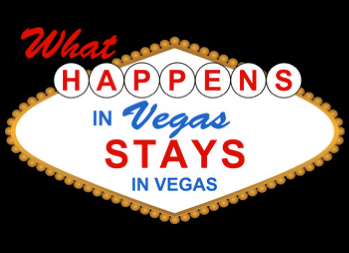 What
HAPPENS
IN Vegas
STAYS
IN VEGAS